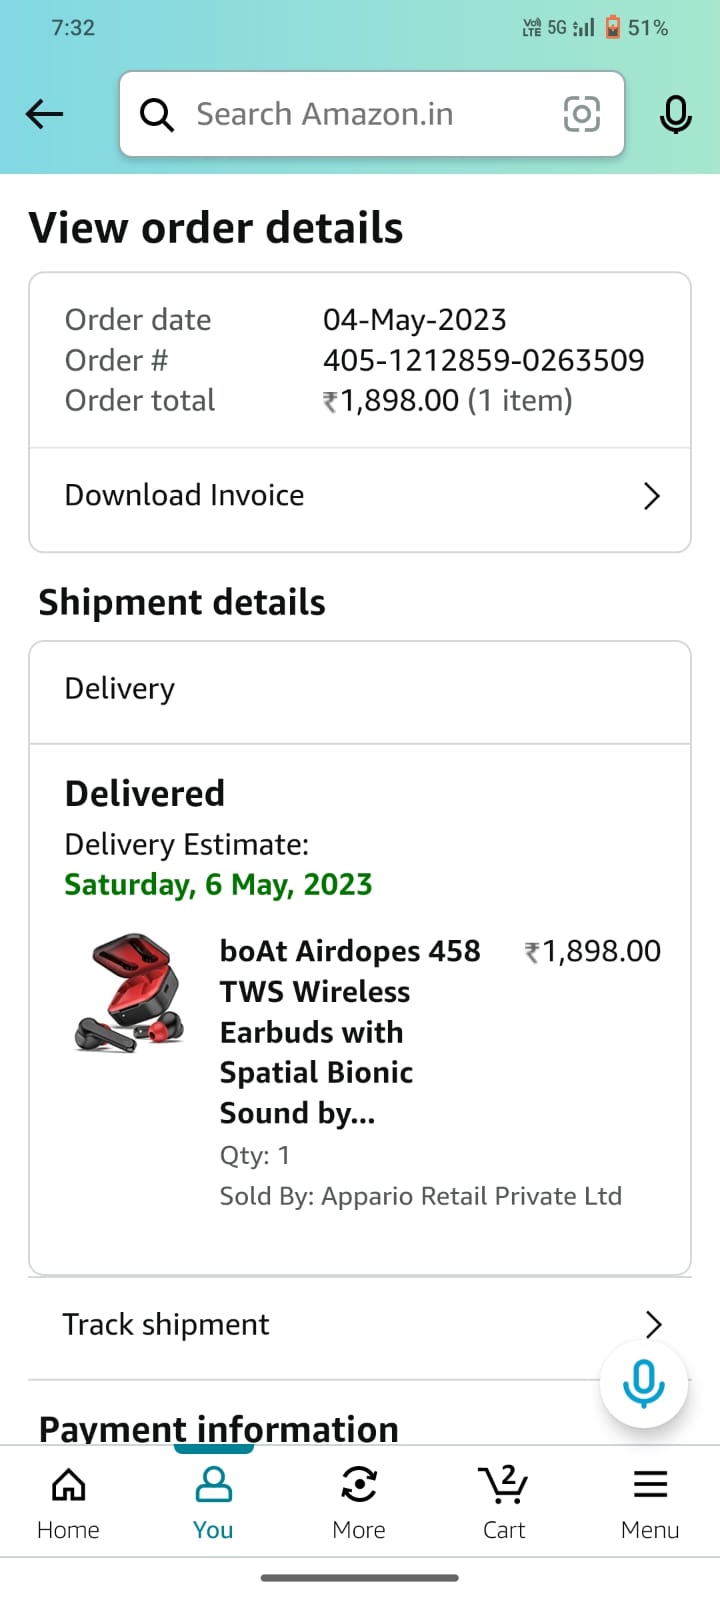 7:32
VoD LTE 5G 51%
Search Amazon.in
View order details
Order date 04-May-2023
Order # 405-1212859-0263509
Order total ₹1,898.00 (1 item)
Download Invoice
Shipment details
Delivery
Delivered
Delivery Estimate:
Saturday, 6 May, 2023
boAt Airdopes 458 ₹1,898.00
TWS Wireless
Earbuds with
Spatial Bionic
Sound by...
Qty: 1
Sold By: Appario Retail Private Ltd
Track shipment
Payment information
2
Home You More Cart Menu